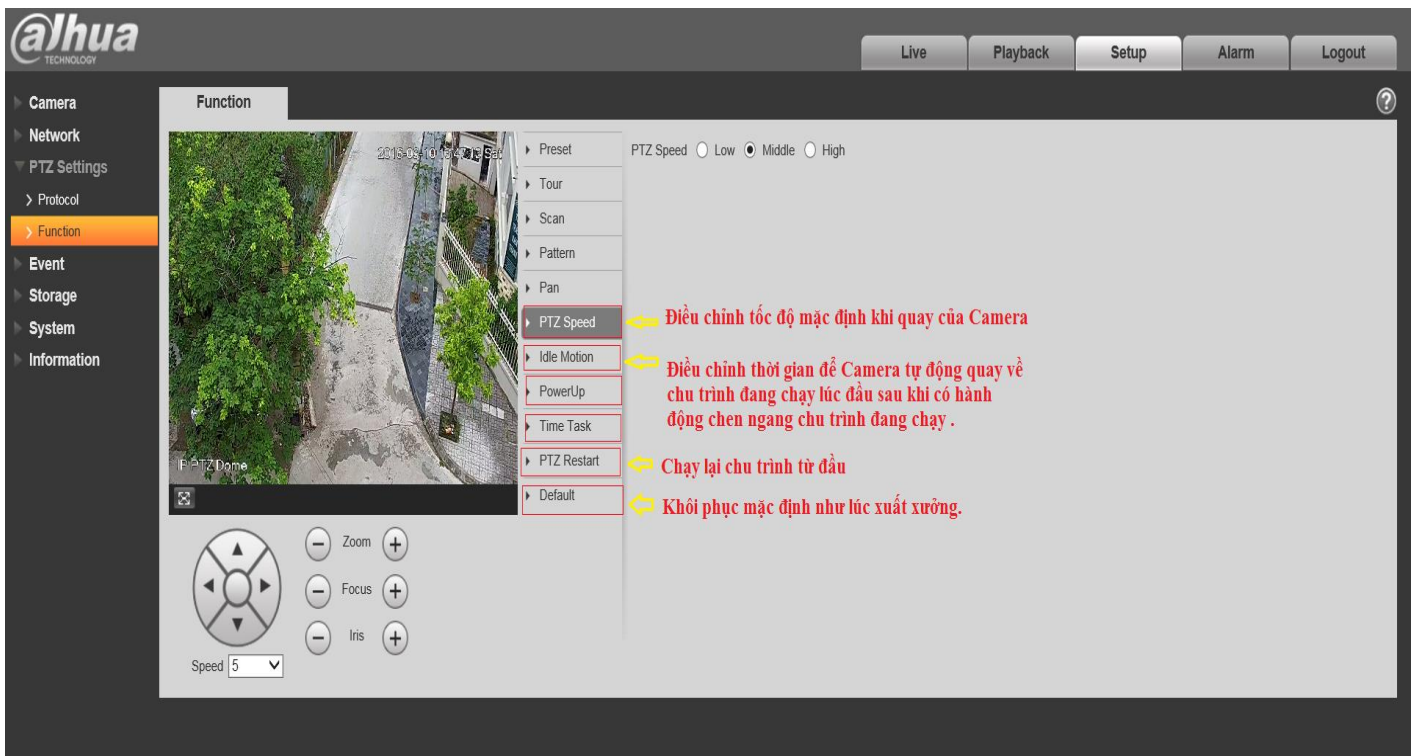 alhua
TECHNOLOGY
Live
Playback
Setup
Alarm
Logout
Camera
Network
PTZ Settings
Protocol
Function
Event
Storage
System
Information
Function
Sat
IP PTZ Dome
Preset
Tour
Scan
Pattern
Pan
PTZ Speed
Idle Motion
PowerUp
Time Task
PTZ Restart
Default
PTZ Speed Low Middle High
Điều chỉnh tốc độ mặc định khi quay của Camera
Điều chỉnh thời gian để Camera tự động quay về
chu trình đang chạy lúc đầu sau khi có hành
động chen ngang chu trình đang chạy .
Chạy lại chu trình từ đầu
Khôi phục mặc định như lúc xuất xưởng.
Zoom
Focus
Iris
Speed 5